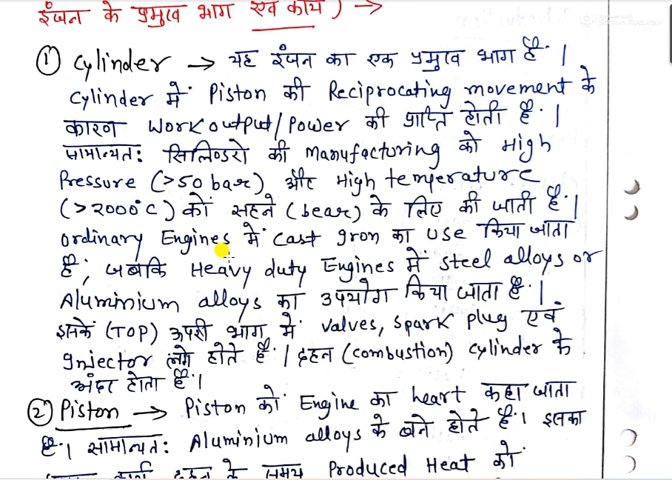 इंजन के प्रमुख भाग एवं कार्य) →
① Cylinder → यह इंजन का एक प्रमुख भाग है।
Cylinder में Piston की Reciprocating movement के
कारण Work output/Power की प्राप्ति होती है।
सामान्यतः सिलिन्डरो की Manufacturing को High
Pressure (>50 bar) और High temperature
(>2000°C) को सहने (bear) के लिए की जाती है।
Ordinary Engines में Cast Iron का use किया जाता
है; जबकि Heavy duty Engines में Steel alloys or
Aluminium alloys का उपयोग किया जाता है।
इसके (TOP) ऊपरी भाग में valves, Spark plug एवं
Injector लगे होते है। दहन (combustion) cylinder के
अंदर होता है।
② Piston → Piston को Engine का heart कहा जाता
है। सामान्यतः Aluminium alloys के बने होते है। इसका
कार्य दहन के समय Produced Heat को